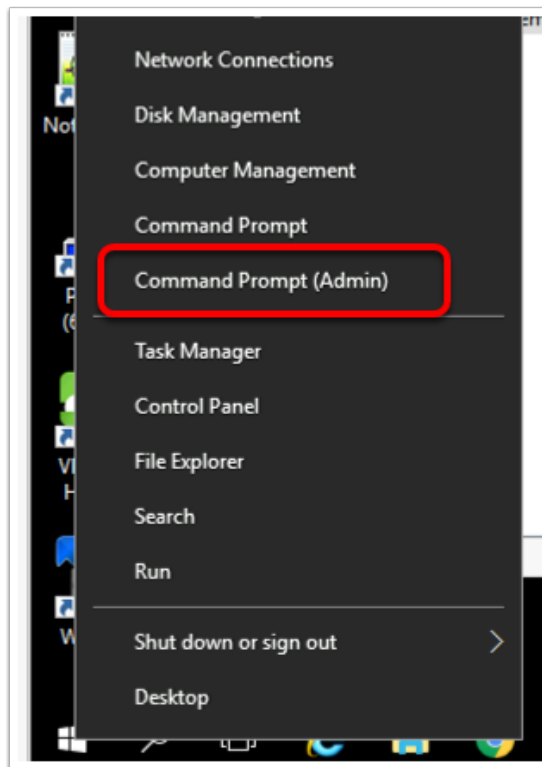 Network Connections
Disk Management
Computer Management
Command Prompt
Command Prompt (Admin)
Task Manager
Control Panel
File Explorer
Search
Run
Shut down or sign out
Desktop